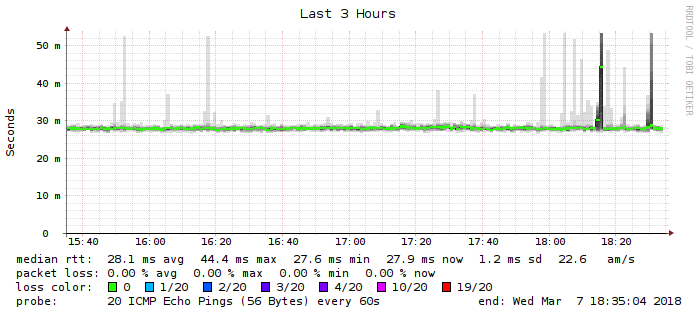 Last 3 Hours
RRDTOOL / TOBI OETIKER
Seconds
50 m
40 m
30 m
20 m
10 m
0
15:40 16:00 16:20 16:40 17:00 17:20 17:40 18:00 18:20
median rtt: 28.1 ms avg 44.4 ms max 27.6 ms min 27.9 ms now 1.2 ms sd 22.6 am/s
packet loss: 0.00 % avg 0.00 % max 0.00 % min 0.00 % now
loss color: 0 1/20 2/20 3/20 4/20 10/20 19/20
probe: 20 ICMP Echo Pings (56 Bytes) every 60s end: Wed Mar 7 18:35:04 2018